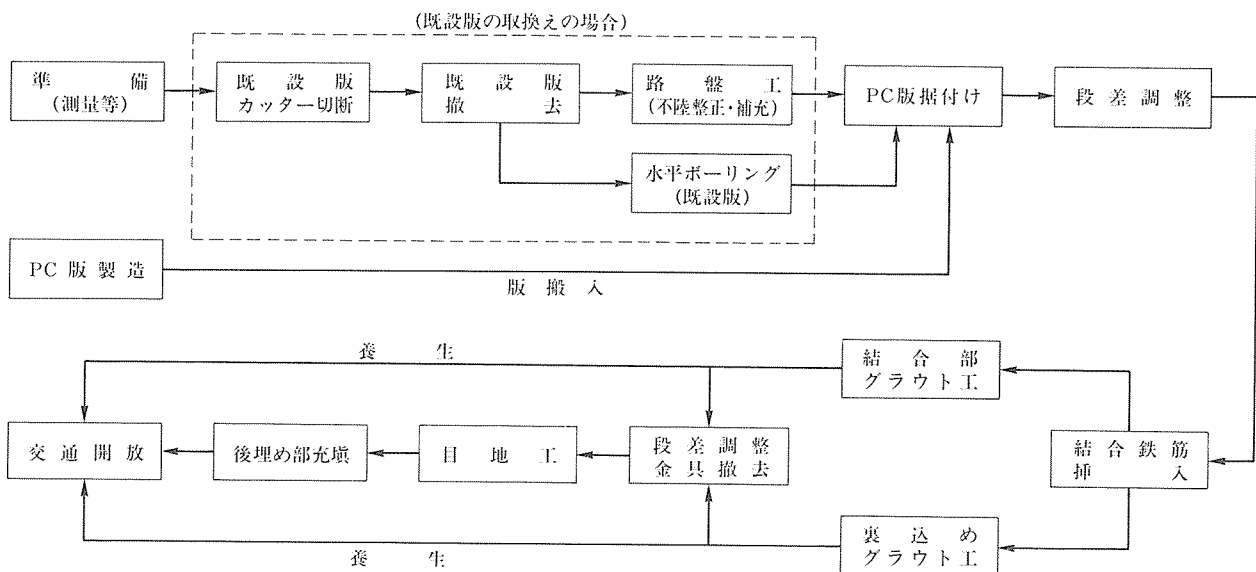 (既設版の取換えの場合)
準備
(測量等)
既設版
カッター切断
既設版
撤去
路盤工
(不陸整正・補充)
PC版据付け
段差調整
水平ボーリング
(既設版)
PC版製造
版搬入
養生
結合部
グラウト工
交通開放
後埋め部充塡
目地工
段差調整
金具撤去
結合鉄筋
挿入
養生
裏込め
グラウト工